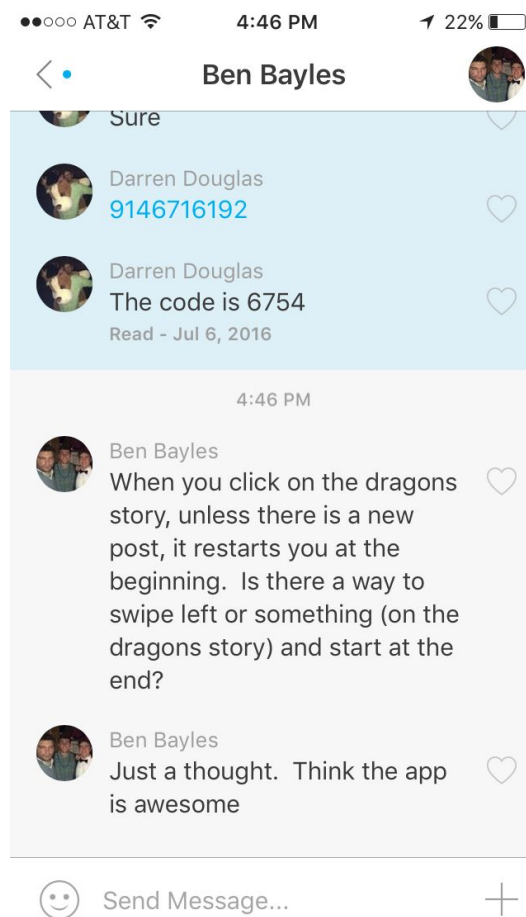 AT&T 4:46 PM 22%
Ben Bayles
Sure
Darren Douglas
9146716192
Darren Douglas
The code is 6754
Read - Jul 6, 2016
4:46 PM
Ben Bayles
When you click on the dragons
story, unless there is a new
post, it restarts you at the
beginning.  Is there a way to
swipe left or something (on the
dragons story) and start at the
end?
Ben Bayles
Just a thought.  Think the app
is awesome
Send Message...